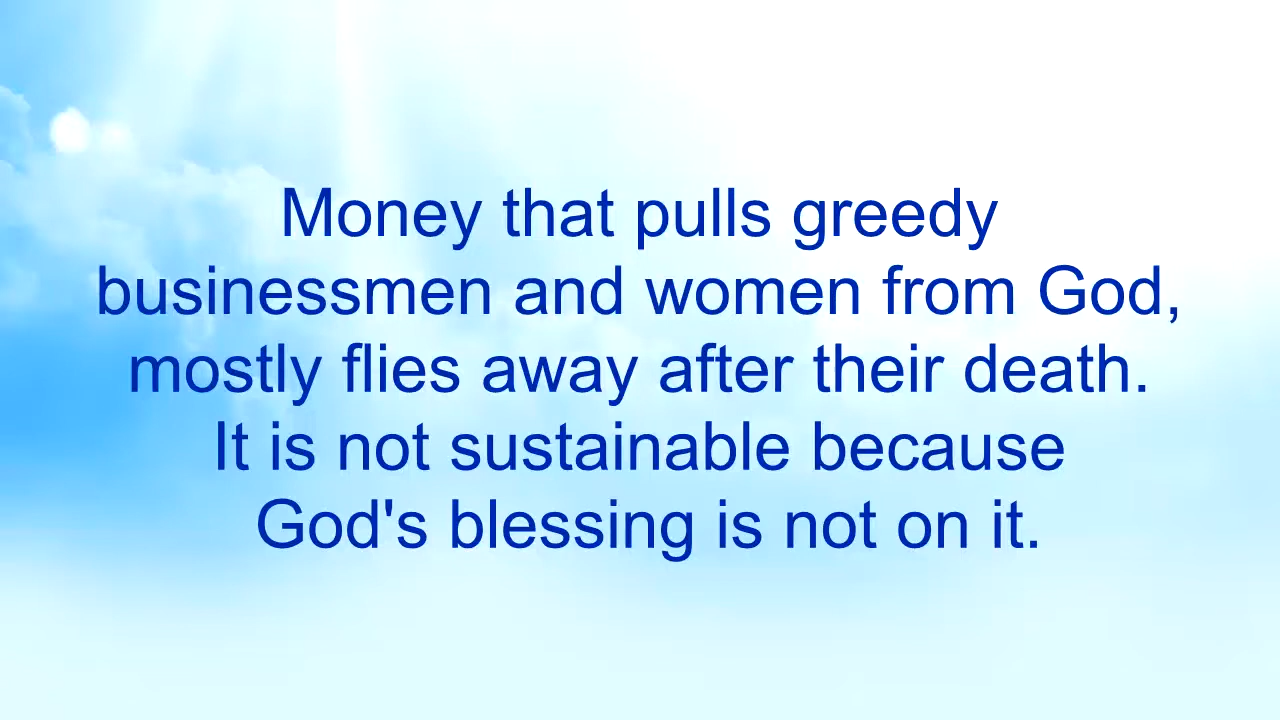 Money that pulls greedy
businessmen and women from God,
mostly flies away after their death.
It is not sustainable because
God's blessing is not on it.